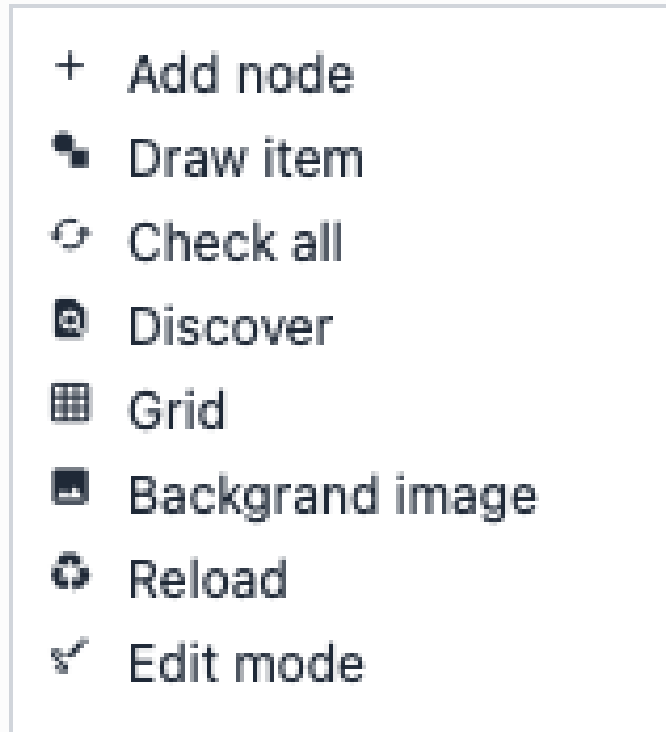 Add node
Draw item
Check all
Discover
Grid
Backgrand image
Reload
Edit mode